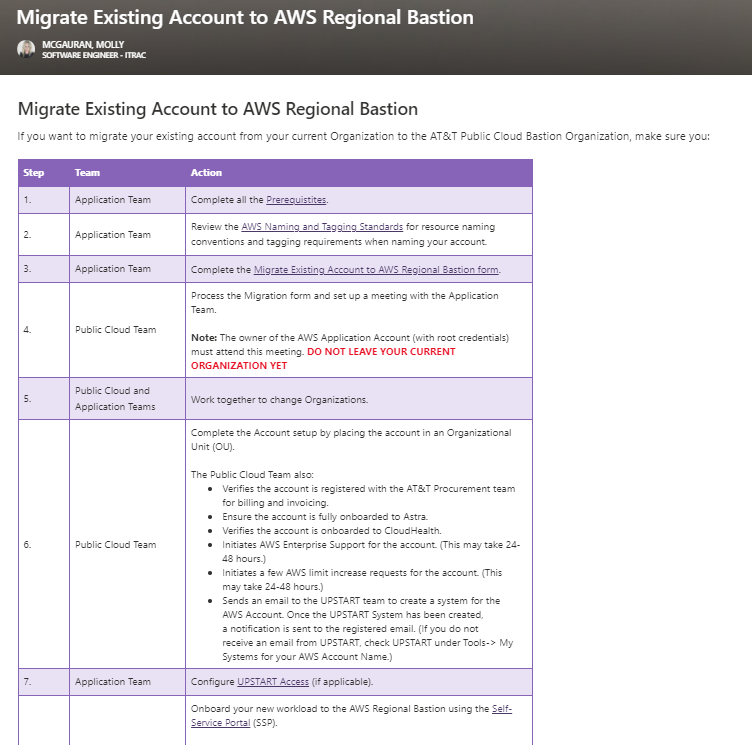 Migrate Existing Account to AWS Regional Bastion
MCGAURAN, MOLLY
SOFTWARE ENGINEER - ITRAC
Migrate Existing Account to AWS Regional Bastion
If you want to migrate your existing account from your current Organization to the AT&T Public Cloud Bastion Organization, make sure you:
Step Team Action
1. Application Team Complete all the Prerequistites.
2. Application Team Review the AWS Naming and Tagging Standards for resource naming
conventions and tagging requirements when naming your account.
3. Application Team Complete the Migrate Existing Account to AWS Regional Bastion form.
4. Public Cloud Team Process the Migration form and set up a meeting with the Application
Team.
Note: The owner of the AWS Application Account (with root credentials)
must attend this meeting. DO NOT LEAVE YOUR CURRENT
ORGANIZATION YET
5. Public Cloud and
Application Teams Work together to change Organizations.
6. Public Cloud Team Complete the Account setup by placing the account in an Organizational
Unit (OU).
The Public Cloud Team also:
• Verifies the account is registered with the AT&T Procurement team
for billing and invoicing.
• Ensure the account is fully onboarded to Astra.
• Verifies the account is onboarded to CloudHealth.
• Initiates AWS Enterprise Support for the account. (This may take 24-
48 hours.)
• Initiates a few AWS limit increase requests for the account. (This
may take 24-48 hours.)
• Sends an email to the UPSTART team to create a system for the
AWS Account. Once the UPSTART System has been created,
a notification is sent to the registered email. (If you do not
receive an email from UPSTART, check UPSTART under Tools-> My
Systems for your AWS Account Name.)
7. Application Team Configure UPSTART Access (if applicable).
Onboard your new workload to the AWS Regional Bastion using the Self-
Service Portal (SSP).